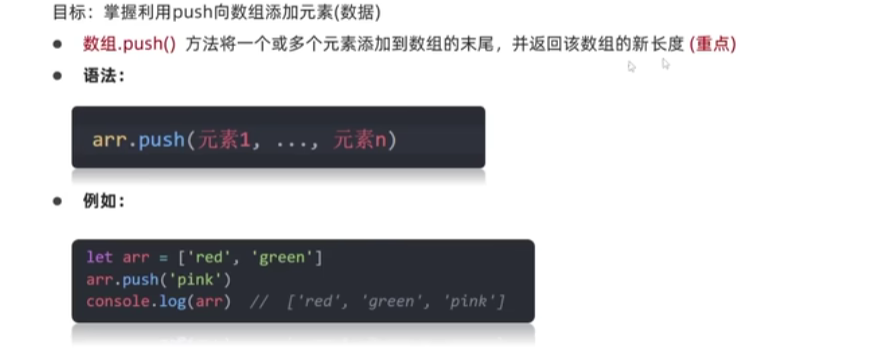 目标：掌握利用push向数组添加元素(数据)
● 数组.push() 方法将一个或多个元素添加到数组的末尾，并返回该数组的新长度 (重点)
● 语法：
arr.push(元素1, ..., 元素n)
● 例如：
let arr = ['red', 'green']
arr.push('pink')
console.log(arr)  //  ['red', 'green', 'pink']